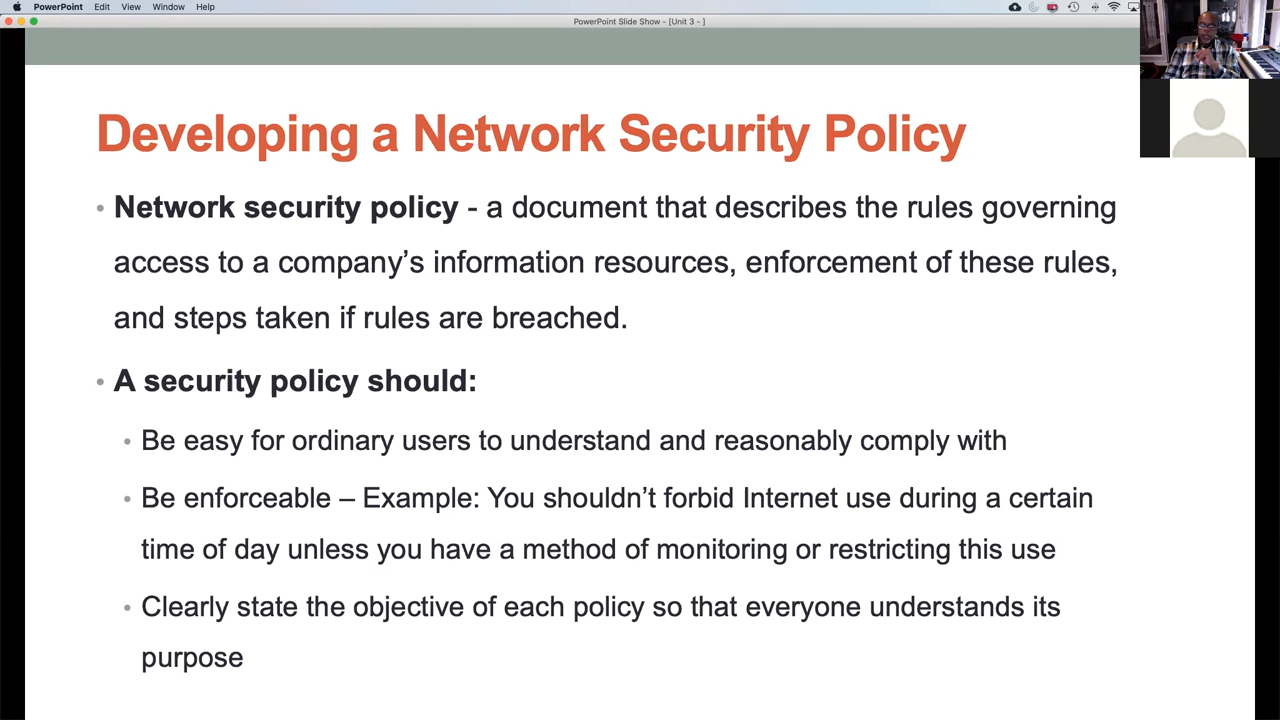 PowerPoint Edit View Window Help
PowerPoint Slide Show - [Unit 3 - ]
Developing a Network Security Policy
• Network security policy - a document that describes the rules governing
access to a company’s information resources, enforcement of these rules,
and steps taken if rules are breached.
• A security policy should:
• Be easy for ordinary users to understand and reasonably comply with
• Be enforceable – Example: You shouldn’t forbid Internet use during a certain
time of day unless you have a method of monitoring or restricting this use
• Clearly state the objective of each policy so that everyone understands its
purpose